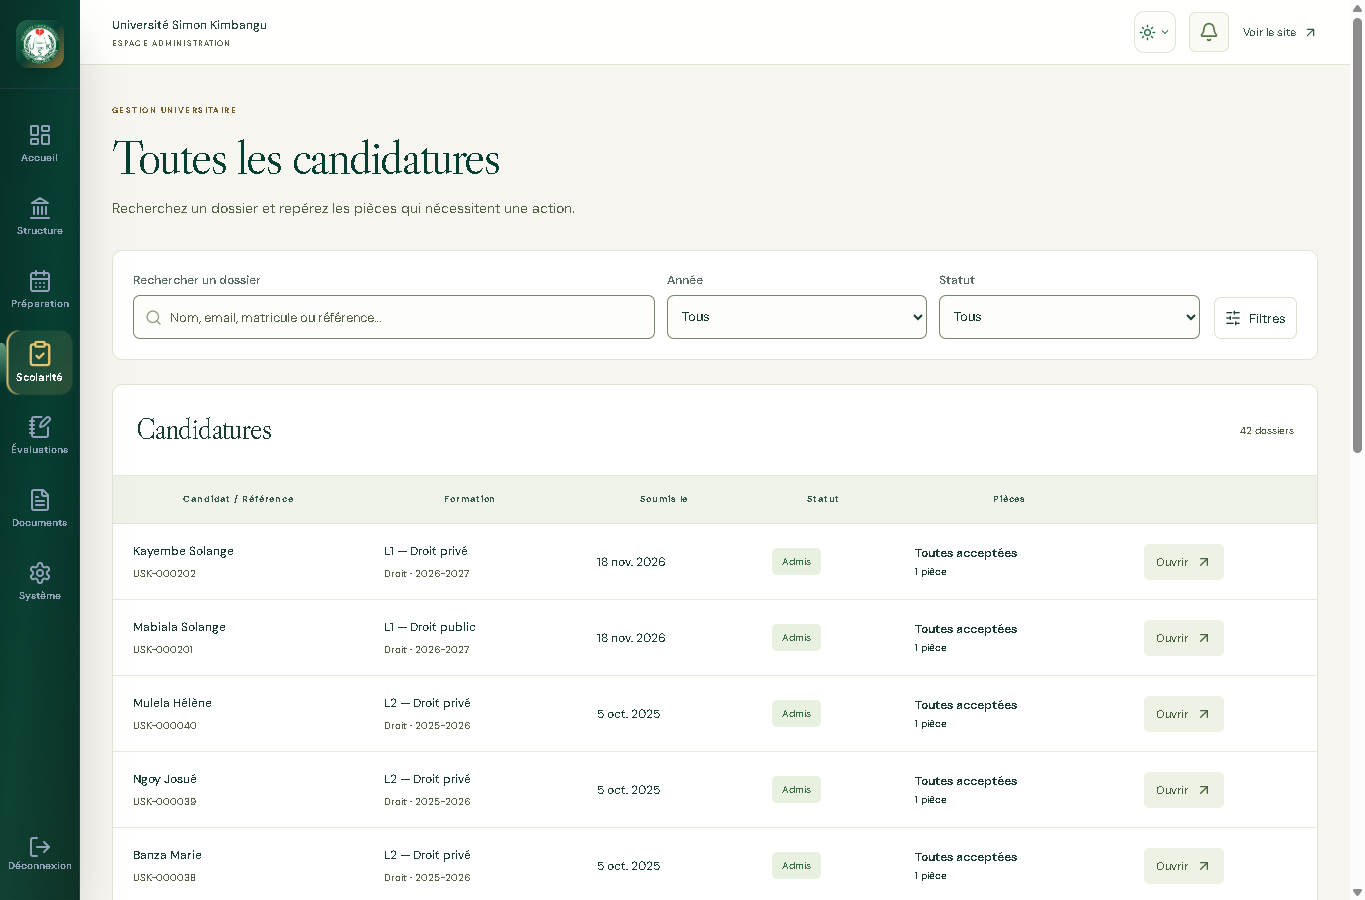 Université Simon Kimbangu
ESPACE ADMINISTRATION
Voir le site
Accueil
Structure
Préparation
Scolarité
Évaluations
Documents
Système
Déconnexion
GESTION UNIVERSITAIRE
Toutes les candidatures
Recherchez un dossier et repérez les pièces qui nécessitent une action.
Rechercher un dossier
Année
Statut
Nom, email, matricule ou référence...
Tous
Tous
Filtres
Candidatures
42 dossiers
Candidat / Référence Formation Soumis le Statut Pièces
Kayembe Solange L1 — Droit privé 18 nov. 2026 Admis Toutes acceptées Ouvrir
USK-000202 Droit · 2026-2027 1 pièce
Mabiala Solange L1 — Droit public 18 nov. 2026 Admis Toutes acceptées Ouvrir
USK-000201 Droit · 2026-2027 1 pièce
Mulela Hélène L2 — Droit privé 5 oct. 2025 Admis Toutes acceptées Ouvrir
USK-000040 Droit · 2025-2026 1 pièce
Ngoy Josué L2 — Droit privé 5 oct. 2025 Admis Toutes acceptées Ouvrir
USK-000039 Droit · 2025-2026 1 pièce
Banza Marie L2 — Droit privé 5 oct. 2025 Admis Toutes acceptées Ouvrir
USK-000038 Droit · 2025-2026 1 pièce